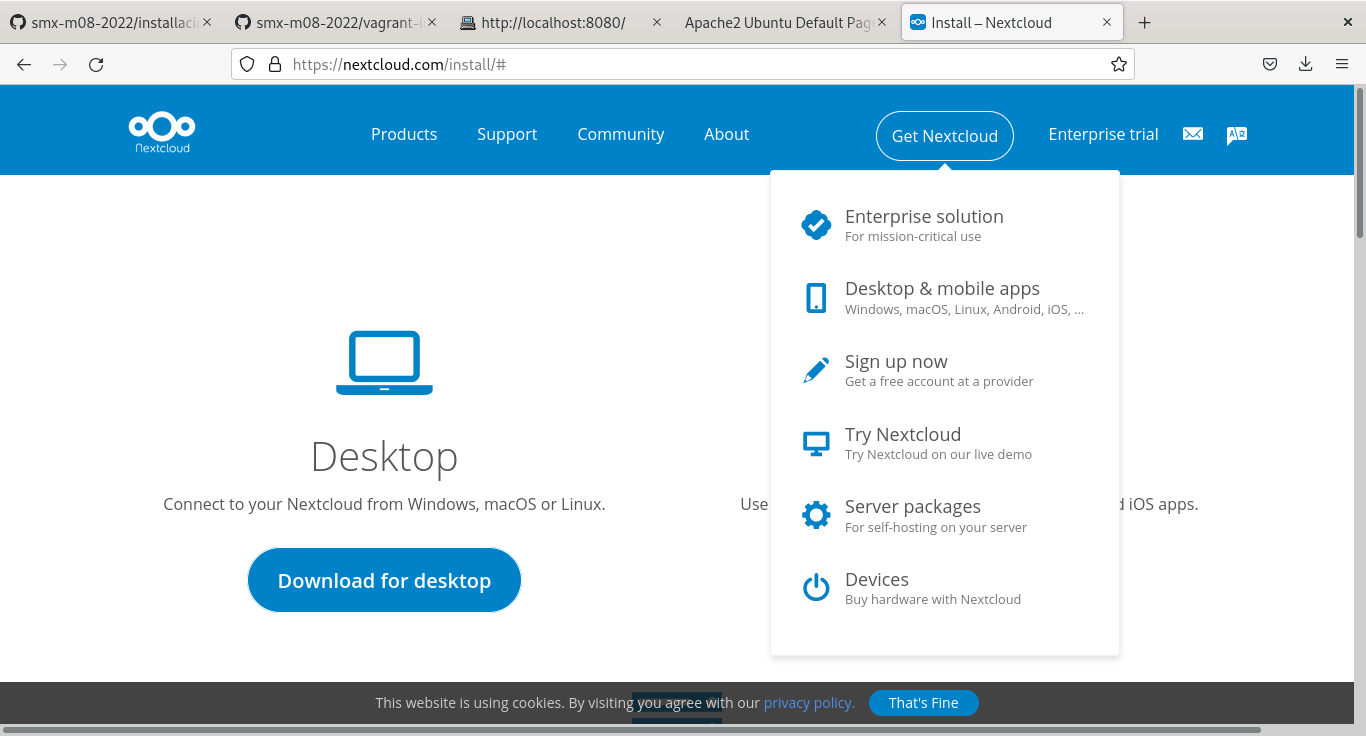 smx-m08-2022/installaci
smx-m08-2022/vagrant-
http://localhost:8080/
Apache2 Ubuntu Default Pag
Install – Nextcloud
https://nextcloud.com/install/#
Nextcloud
Products
Support
Community
About
Get Nextcloud
Enterprise trial
Enterprise solution
For mission-critical use
Desktop & mobile apps
Windows, macOS, Linux, Android, iOS, ...
Sign up now
Get a free account at a provider
Try Nextcloud
Try Nextcloud on our live demo
Server packages
For self-hosting on your server
Devices
Buy hardware with Nextcloud
Desktop
Connect to your Nextcloud from Windows, macOS or Linux.
Use
iOS apps.
Download for desktop
This website is using cookies. By visiting you agree with our privacy policy.
That's Fine